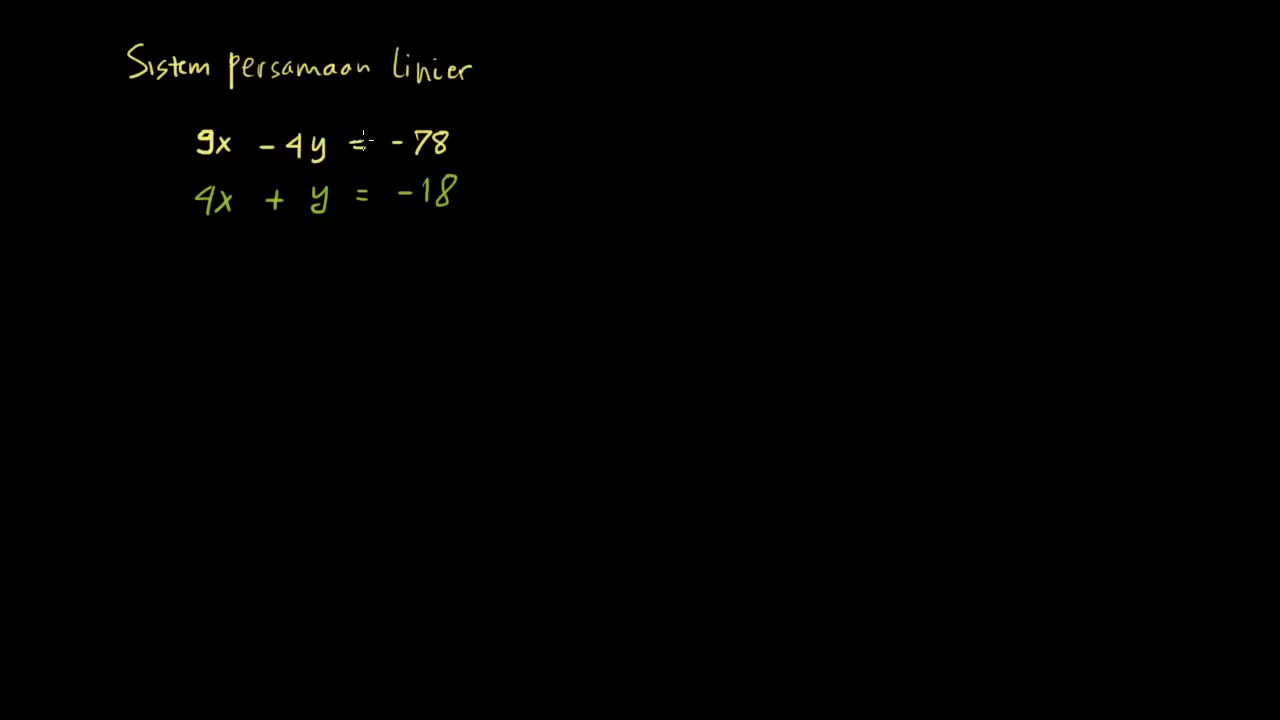 Sistem persamaan linier
9x - 4y = -78
4x + y = -18